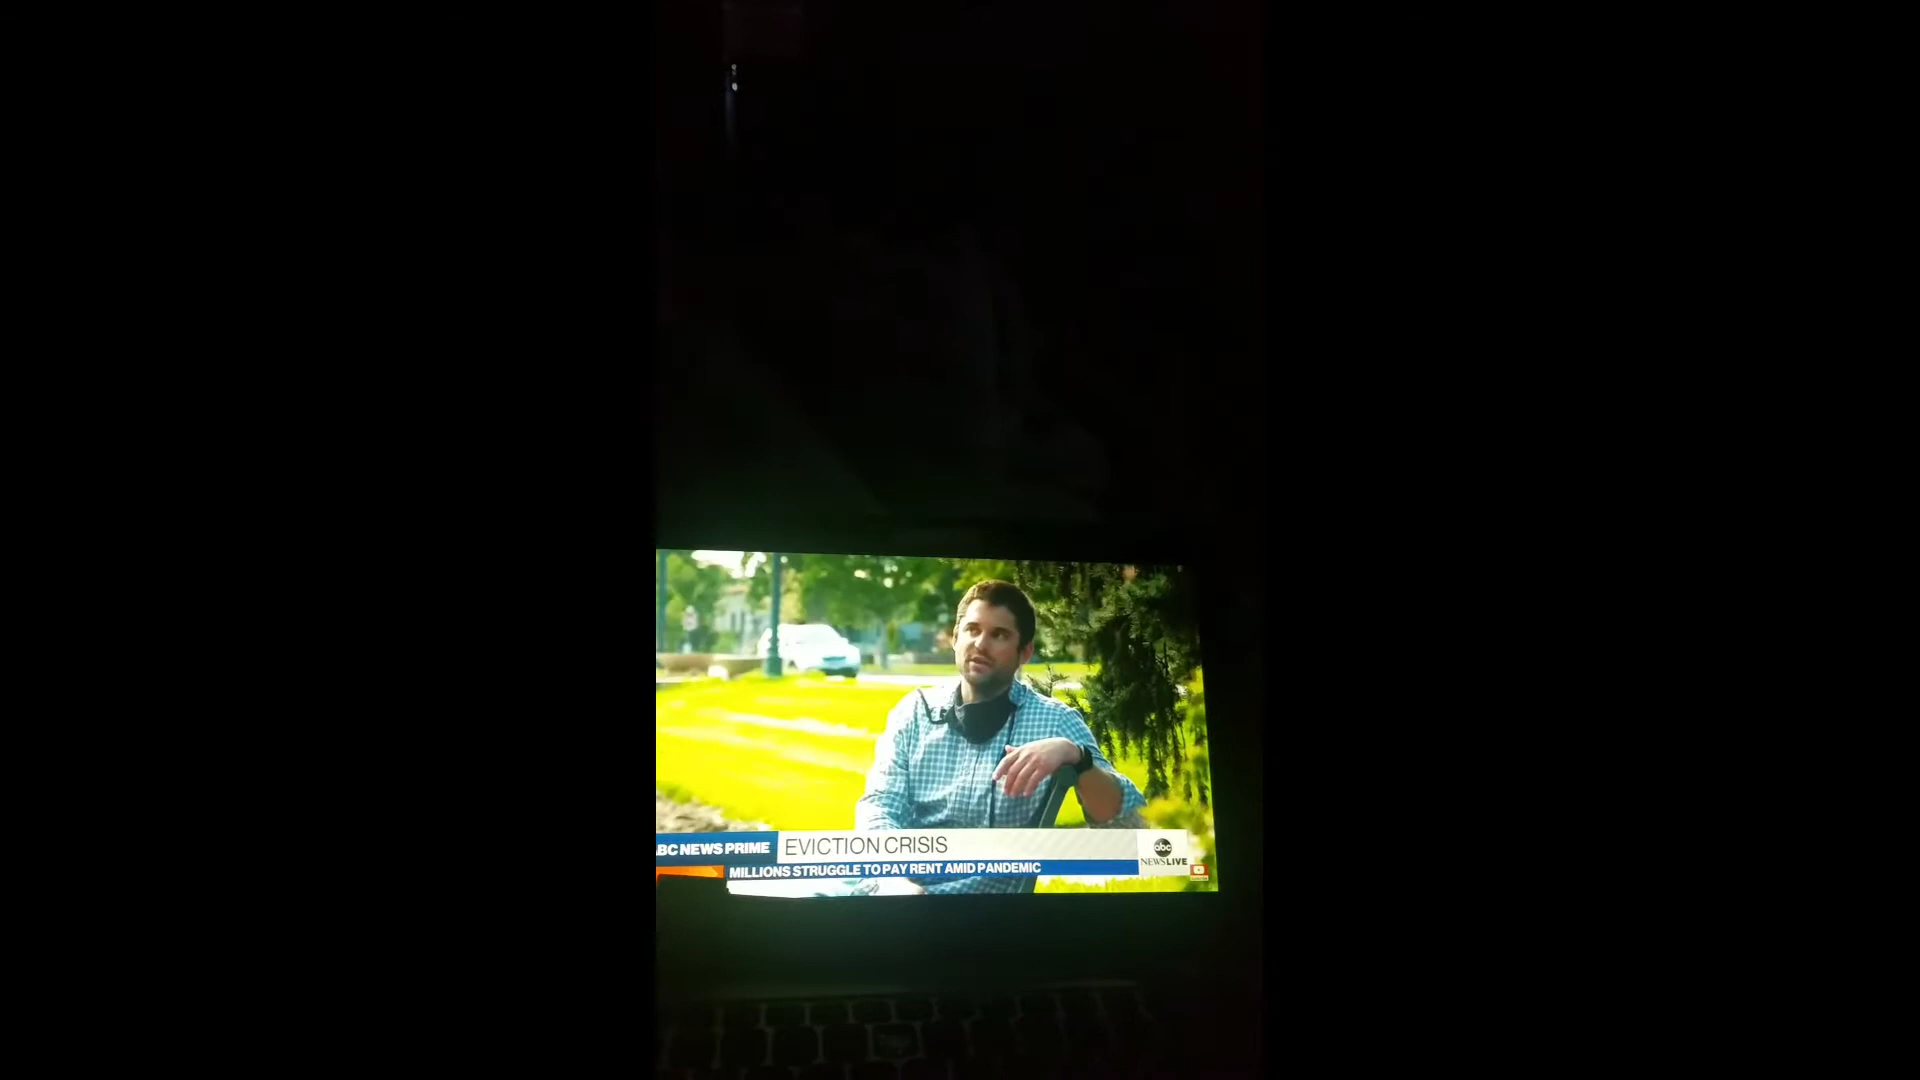 BC NEWS PRIME
EVICTION CRISIS
MILLIONS STRUGGLE TO PAY RENT AMID PANDEMIC
abc
NEWS LIVE